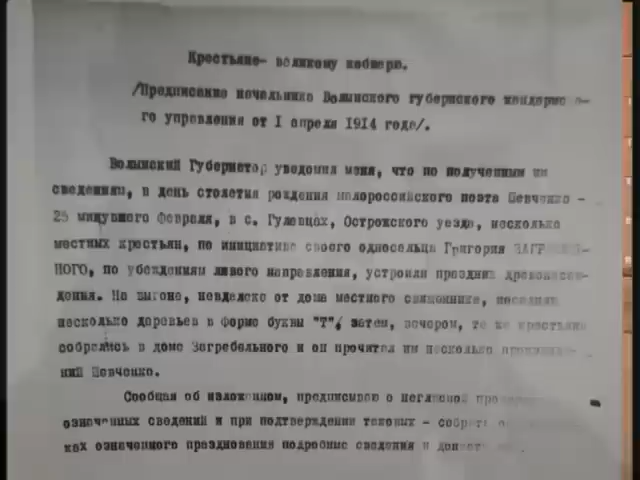 Крестьяне- великому кобзарю.
/Предписание начальника Волынского губернского жандармс о-
го управления от I апреля 1914 года/.
Волынский Губернатор уведомил меня, что по полученным им
сведениям, в день столетия рождения малороссийского поэта Шевченко -
25 минувшего февраля, в с. Гулевцах, Острожского уезда, несколько
местных крестьян, по инициативе своего односельца Григория
НОГО, по убеждениям левого направления, устроили праздник древонасаж-
дения. На выгоне, невдалеке от дома местного священника, посадили
несколько деревьев в форме буквы "Т", затем, вечером, те же крестьяне
собрались в доме Загребельного и он прочитал им несколько произведе-
ний Шевченко.
Сообщая об изложенном, предписываю о негласной
означенных сведений и при подтверждении таковых -
ках означенного празднования подробные сведения и